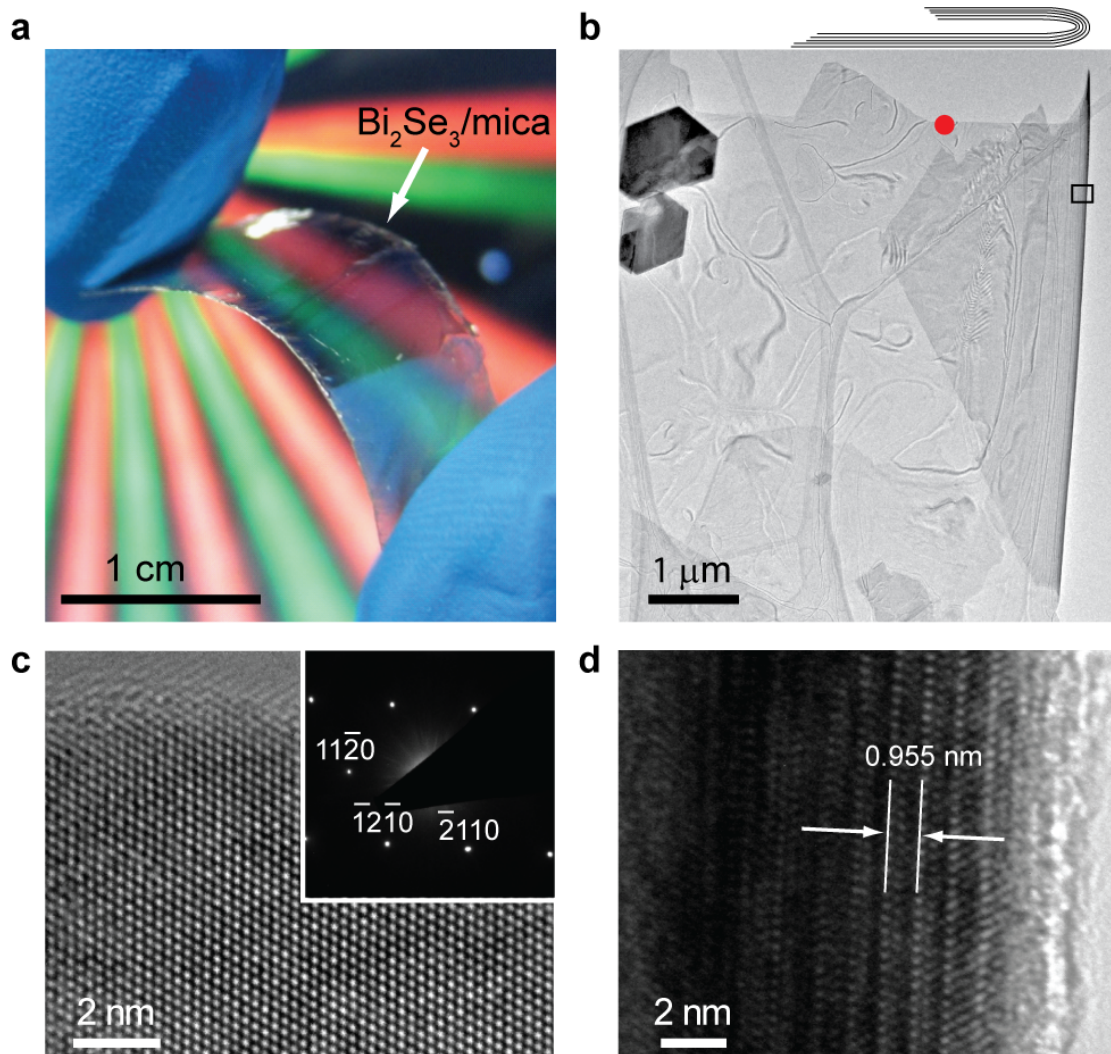 a
Bi₂Se₃/mica
1 cm
b
1 μm
c
112̅0
1̅21̅0
2̅110
2 nm
d
0.955 nm
2 nm